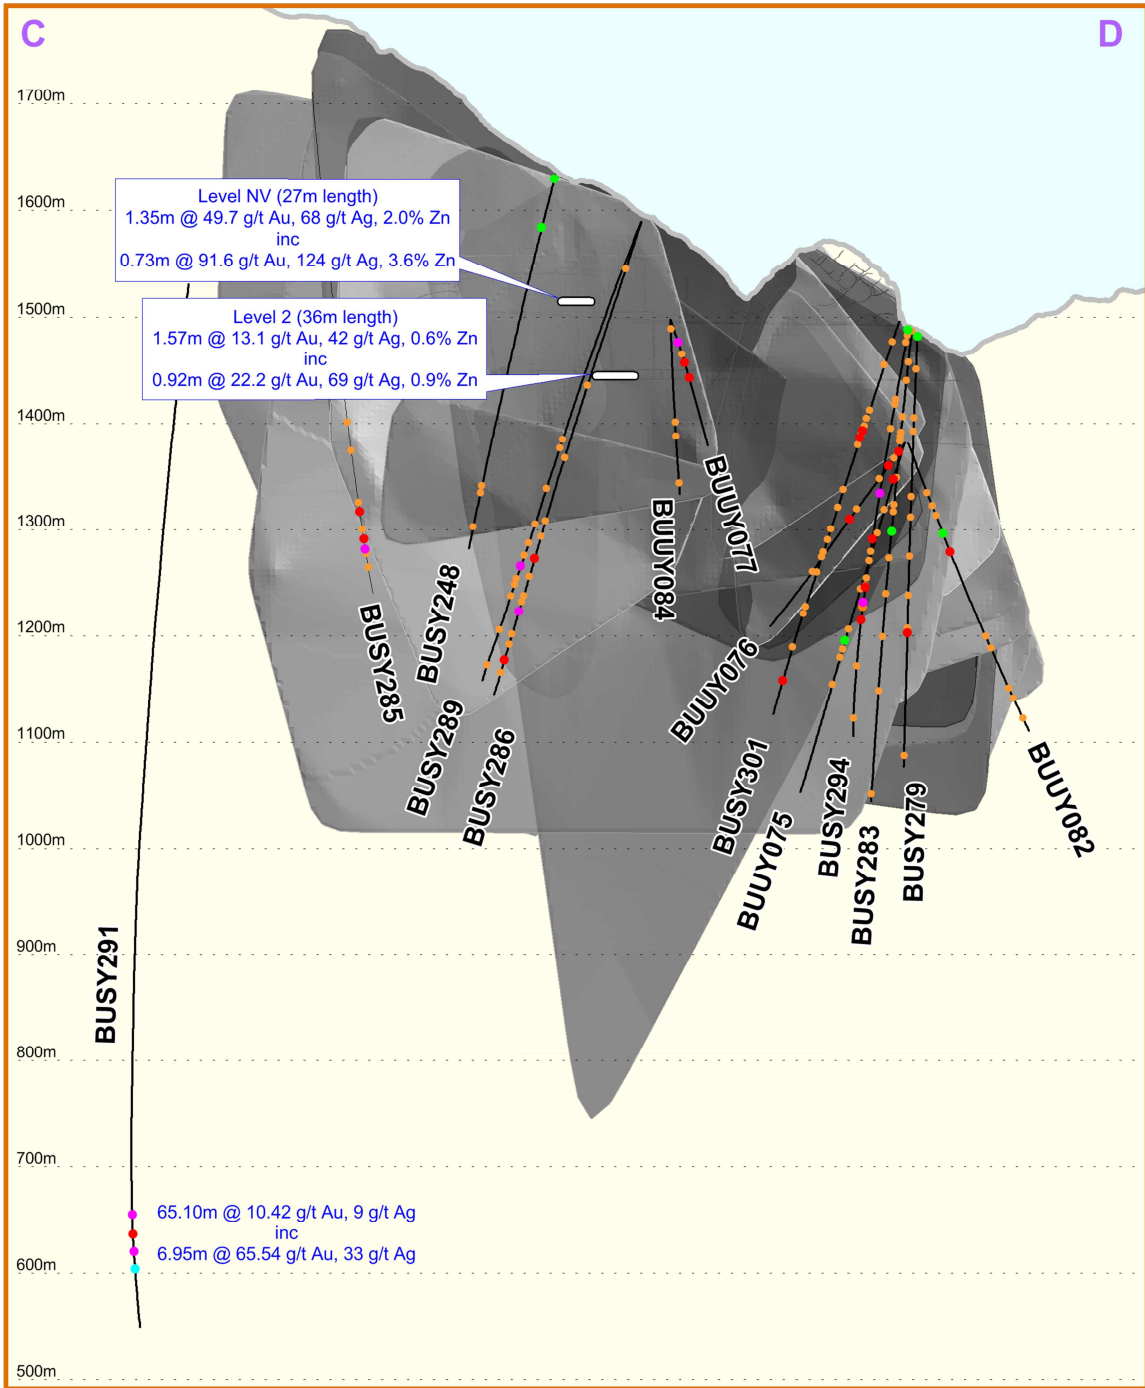 C
D
1700m
1600m
Level NV (27m length)
1.35m @ 49.7 g/t Au, 68 g/t Ag, 2.0% Zn
inc
0.73m @ 91.6 g/t Au, 124 g/t Ag, 3.6% Zn
1500m
Level 2 (36m length)
1.57m @ 13.1 g/t Au, 42 g/t Ag, 0.6% Zn
inc
0.92m @ 22.2 g/t Au, 69 g/t Ag, 0.9% Zn
1400m
1300m
1200m
1100m
1000m
900m
800m
700m
600m
500m
BUSY285
BUSY248
BUSY289
BUSY286
BUUY084
BUUY077
BUUY076
BUSY301
BUUY075
BUSY294
BUSY283
BUSY279
BUUY082
BUSY291
65.10m @ 10.42 g/t Au, 9 g/t Ag
inc
6.95m @ 65.54 g/t Au, 33 g/t Ag